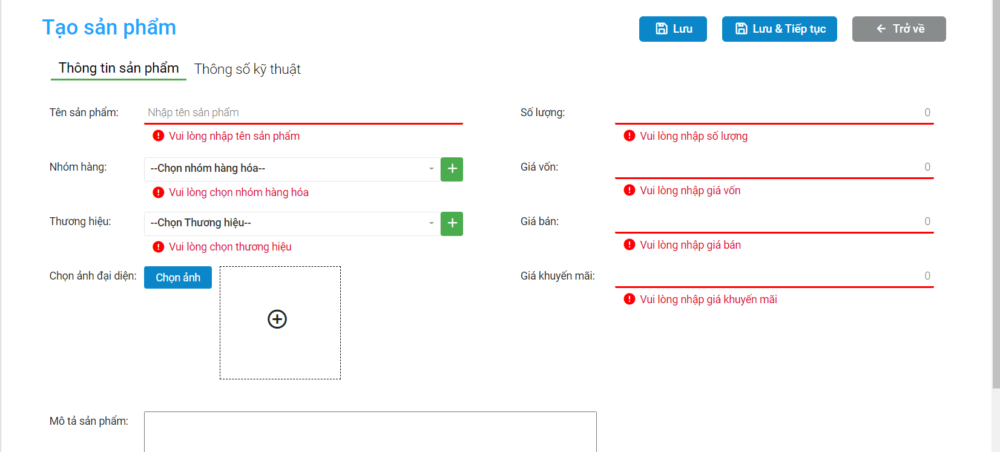 Tạo sản phẩm
Lưu
Lưu & Tiếp tục
Trở về
Thông tin sản phẩm
Thông số kỹ thuật
Tên sản phẩm:
Nhập tên sản phẩm
Vui lòng nhập tên sản phẩm
Số lượng:
0
Vui lòng nhập số lượng
Nhóm hàng:
--Chọn nhóm hàng hóa--
Vui lòng chọn nhóm hàng hóa
Giá vốn:
0
Vui lòng nhập giá vốn
Thương hiệu:
--Chọn Thương hiệu--
Vui lòng chọn thương hiệu
Giá bán:
0
Vui lòng nhập giá bán
Chọn ảnh đại diện:
Chọn ảnh
Giá khuyến mãi:
0
Vui lòng nhập giá khuyến mãi
Mô tả sản phẩm: